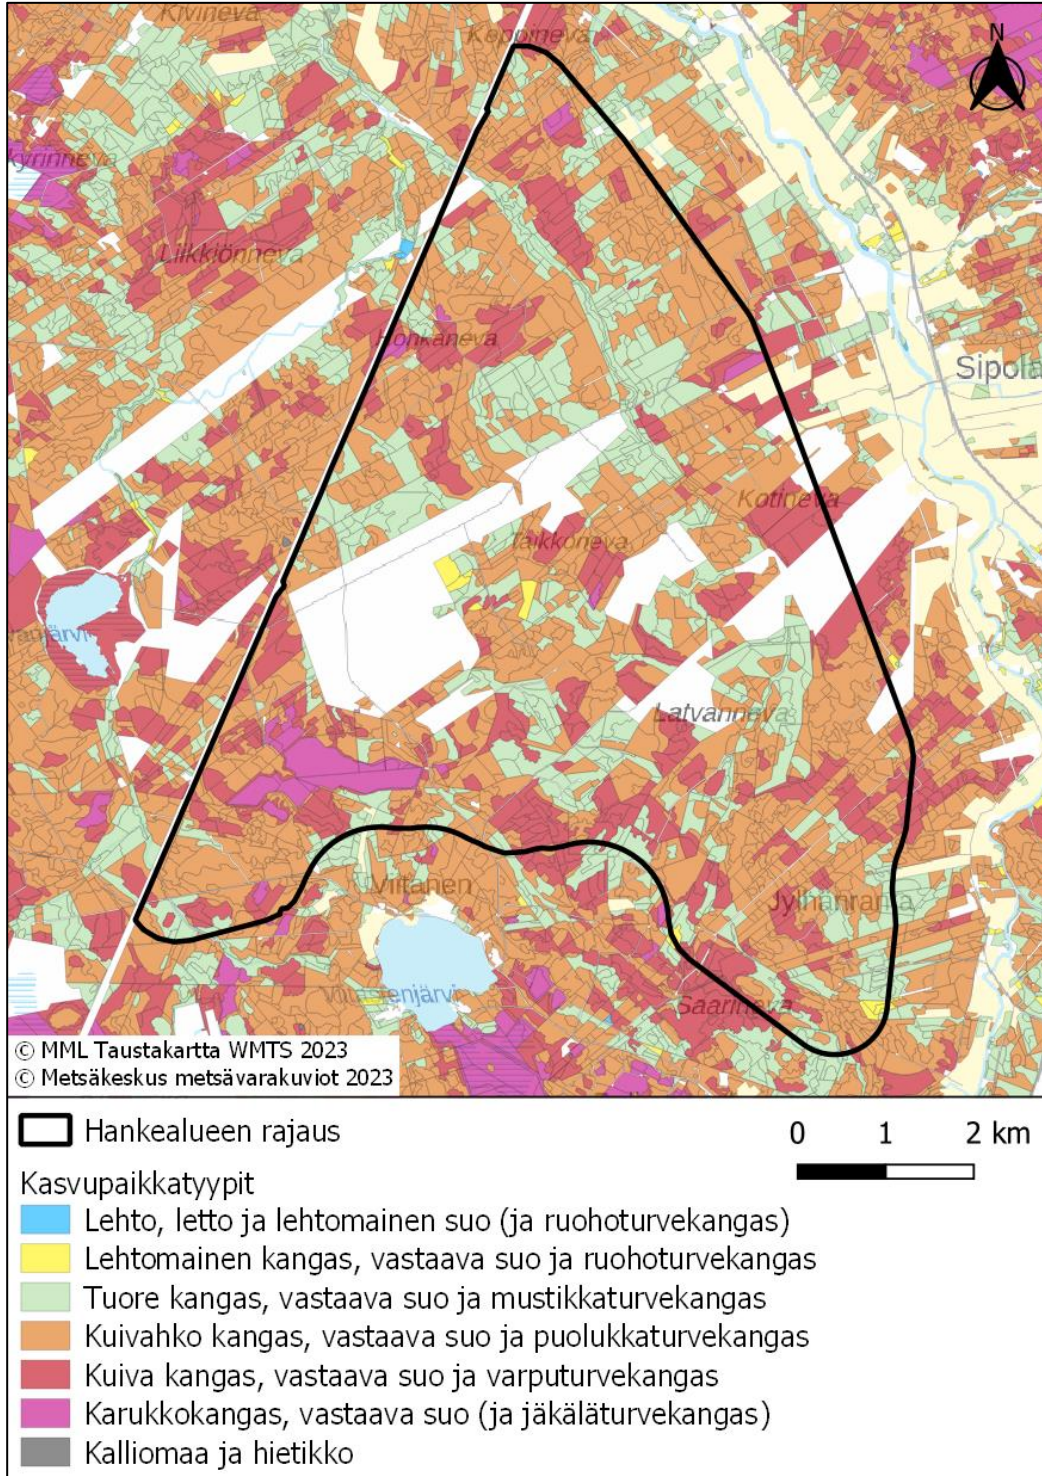 Kivineva
Keppineva
N
kyrinneva
Liikkiönneva
Honkaneva
Sipola
Kotineva
Taikkoneva
vanjärvi
Latvanneva
Viitanen
Jylhänranta
Saarineva
© MML Taustakartta WMTS 2023
© Metsäkeskus metsävarakuviot 2023
Hankealueen rajaus
0 1 2 km
Kasvupaikkatyypit
Lehto, letto ja lehtomainen suo (ja ruohoturvekangas)
Lehtomainen kangas, vastaava suo ja ruohoturvekangas
Tuore kangas, vastaava suo ja mustikkaturvekangas
Kuivahko kangas, vastaava suo ja puolukkaturvekangas
Kuiva kangas, vastaava suo ja varputurvekangas
Karukkokangas, vastaava suo (ja jäkäläturvekangas)
Kalliomaa ja hietikko